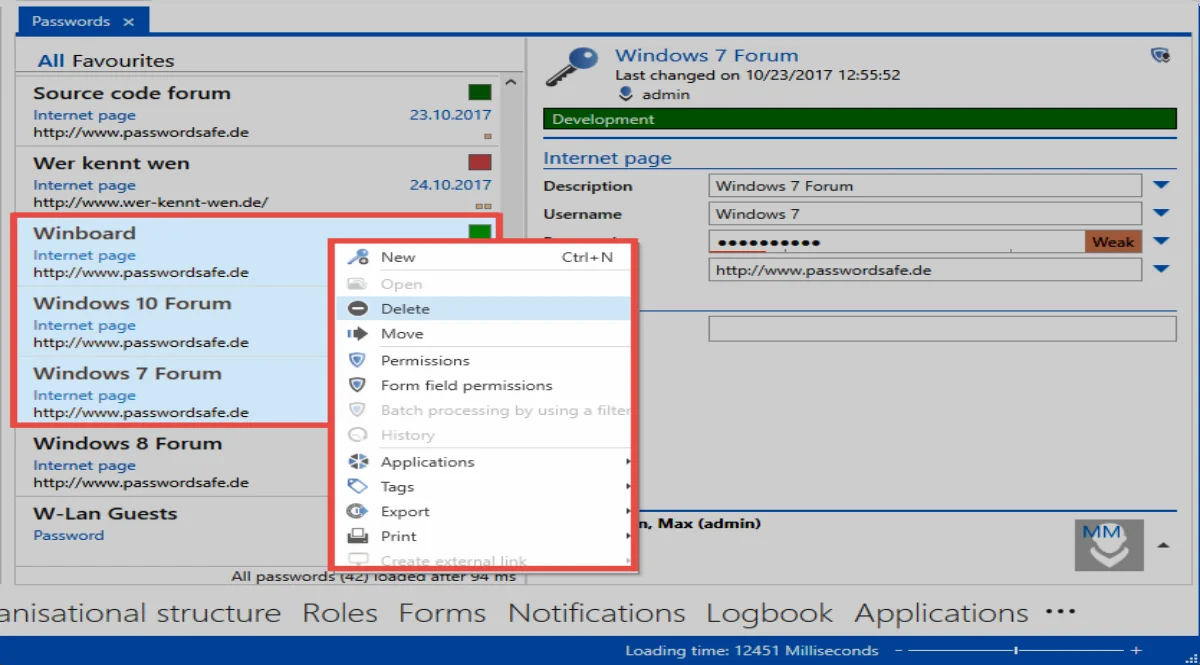 Passwords ×
All Favourites
Source code forum
Internet page
23.10.2017
http://www.passwordsafe.de
Wer kennt wen
Internet page
24.10.2017
http://www.wer-kennt-wen.de/
Winboard
Internet page
http://www.passwordsafe.de
Windows 10 Forum
Internet page
http://www.passwordsafe.de
Windows 7 Forum
Internet page
http://www.passwordsafe.de
Windows 8 Forum
Internet page
http://www.passwordsafe.de
W-Lan Guests
Password
All passwords (42) loaded after 94 ms
New Ctrl+N
Open
Delete
Move
Permissions
Form field permissions
Batch processing by using a filter
History
Applications
Tags
Export
Print
Create external link
Windows 7 Forum
Last changed on 10/23/2017 12:55:52
admin
Development
Internet page
Description Windows 7 Forum
Username Windows 7
●●●●●●●●●● Weak
http://www.passwordsafe.de
n, Max (admin)
MM
anisational structure Roles Forms Notifications Logbook Applications •••
Loading time: 12451 Milliseconds − +